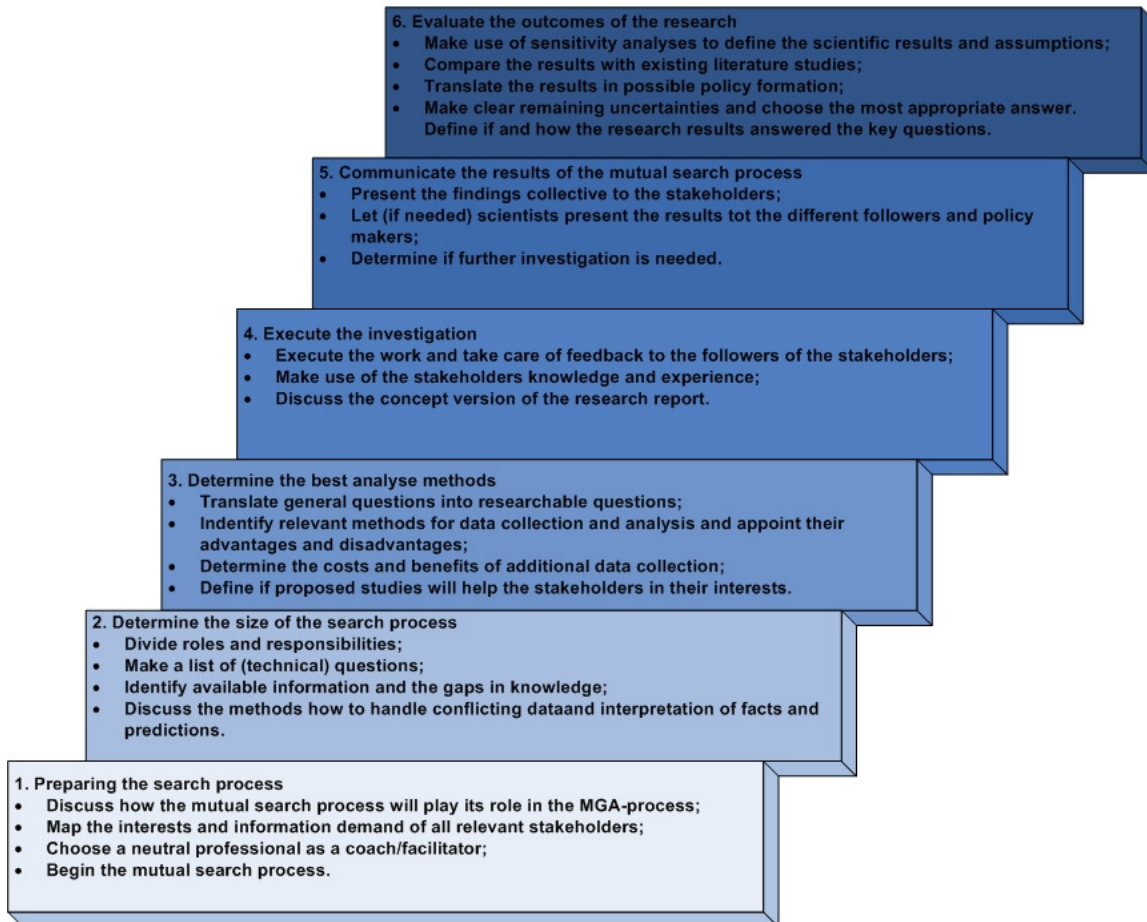 6. Evaluate the outcomes of the research
• Make use of sensitivity analyses to define the scientific results and assumptions;
• Compare the results with existing literature studies;
• Translate the results in possible policy formation;
• Make clear remaining uncertainties and choose the most appropriate answer.
Define if and how the research results answered the key questions.
5. Communicate the results of the mutual search process
• Present the findings collective to the stakeholders;
• Let (if needed) scientists present the results tot the different followers and policy
makers;
• Determine if further investigation is needed.
4. Execute the investigation
• Execute the work and take care of feedback to the followers of the stakeholders;
• Make use of the stakeholders knowledge and experience;
• Discuss the concept version of the research report.
3. Determine the best analyse methods
• Translate general questions into researchable questions;
• Indentify relevant methods for data collection and analysis and appoint their
advantages and disadvantages;
• Determine the costs and benefits of additional data collection;
• Define if proposed studies will help the stakeholders in their interests.
2. Determine the size of the search process
• Divide roles and responsibilities;
• Make a list of (technical) questions;
• Identify available information and the gaps in knowledge;
• Discuss the methods how to handle conflicting dataand interpretation of facts and
predictions.
1. Preparing the search process
• Discuss how the mutual search process will play its role in the MGA-process;
• Map the interests and information demand of all relevant stakeholders;
• Choose a neutral professional as a coach/facilitator;
• Begin the mutual search process.